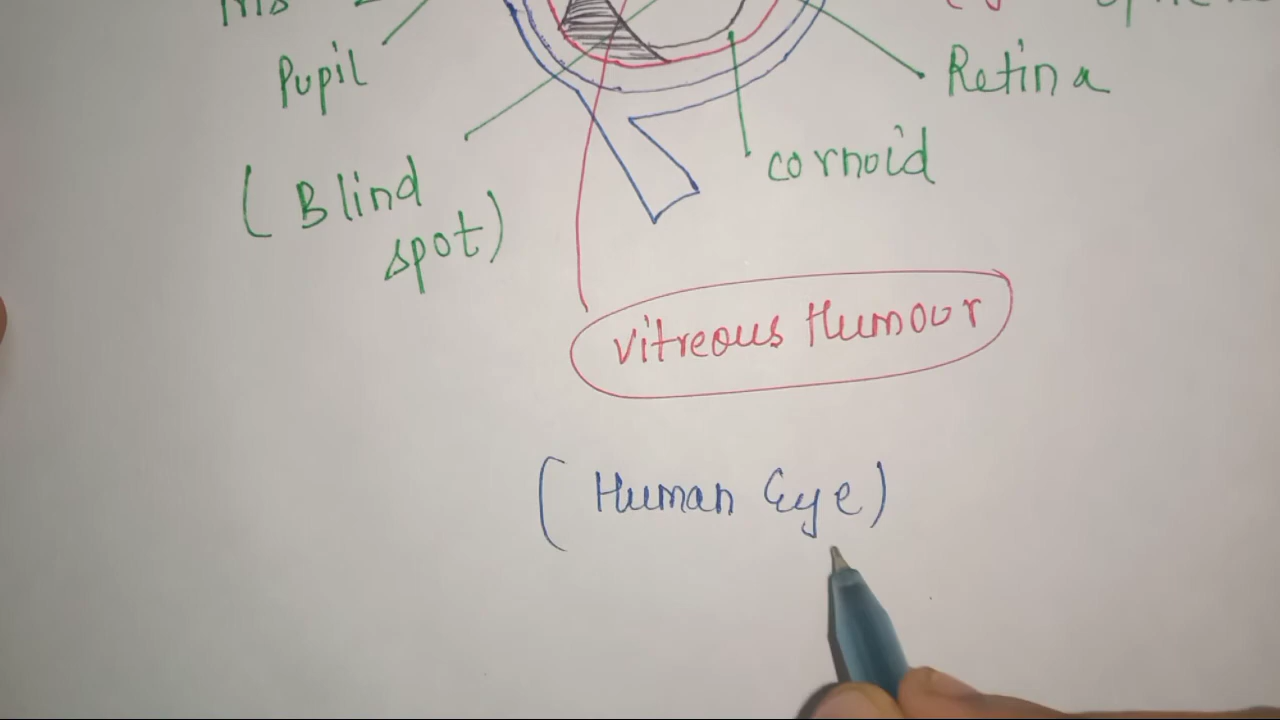 Pupil
Retina
cornoid
(Blind
spot)
Vitreous Humour
(Human Eye)